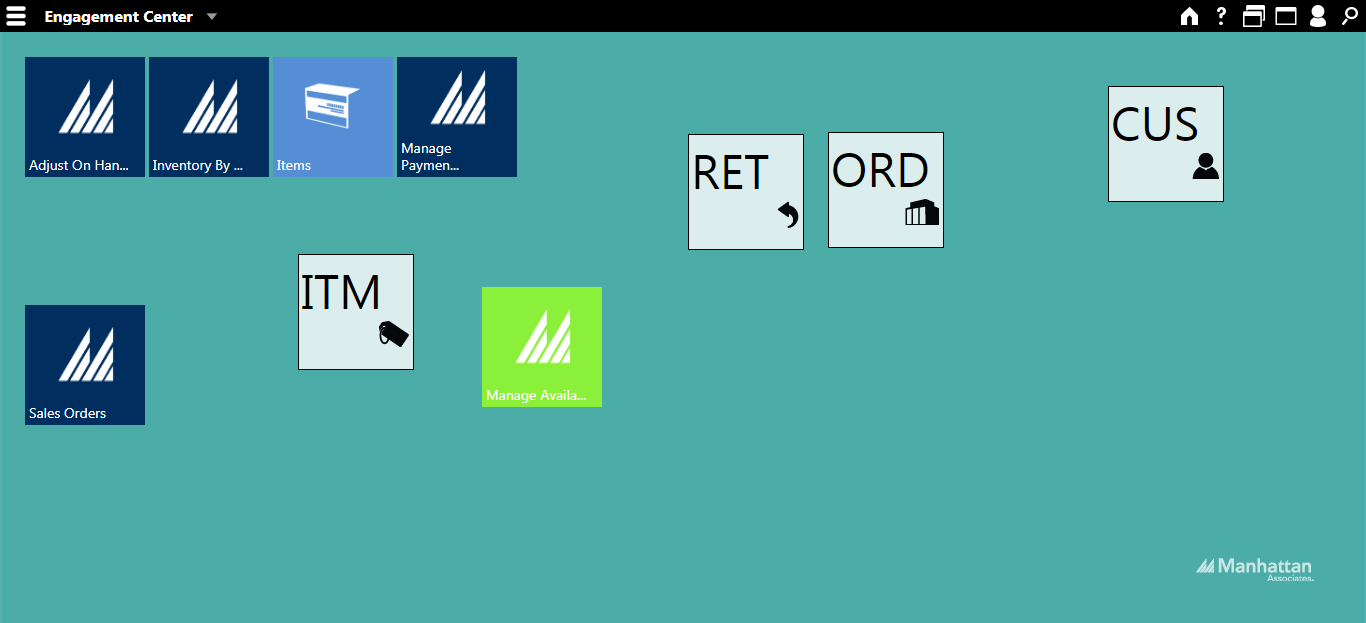 Engagement Center
Adjust On Han...
Inventory By ...
Items
Manage
Paymen...
RET
ORD
CUS
ITM
Sales Orders
Manage Availa...
Manhattan
Associates.